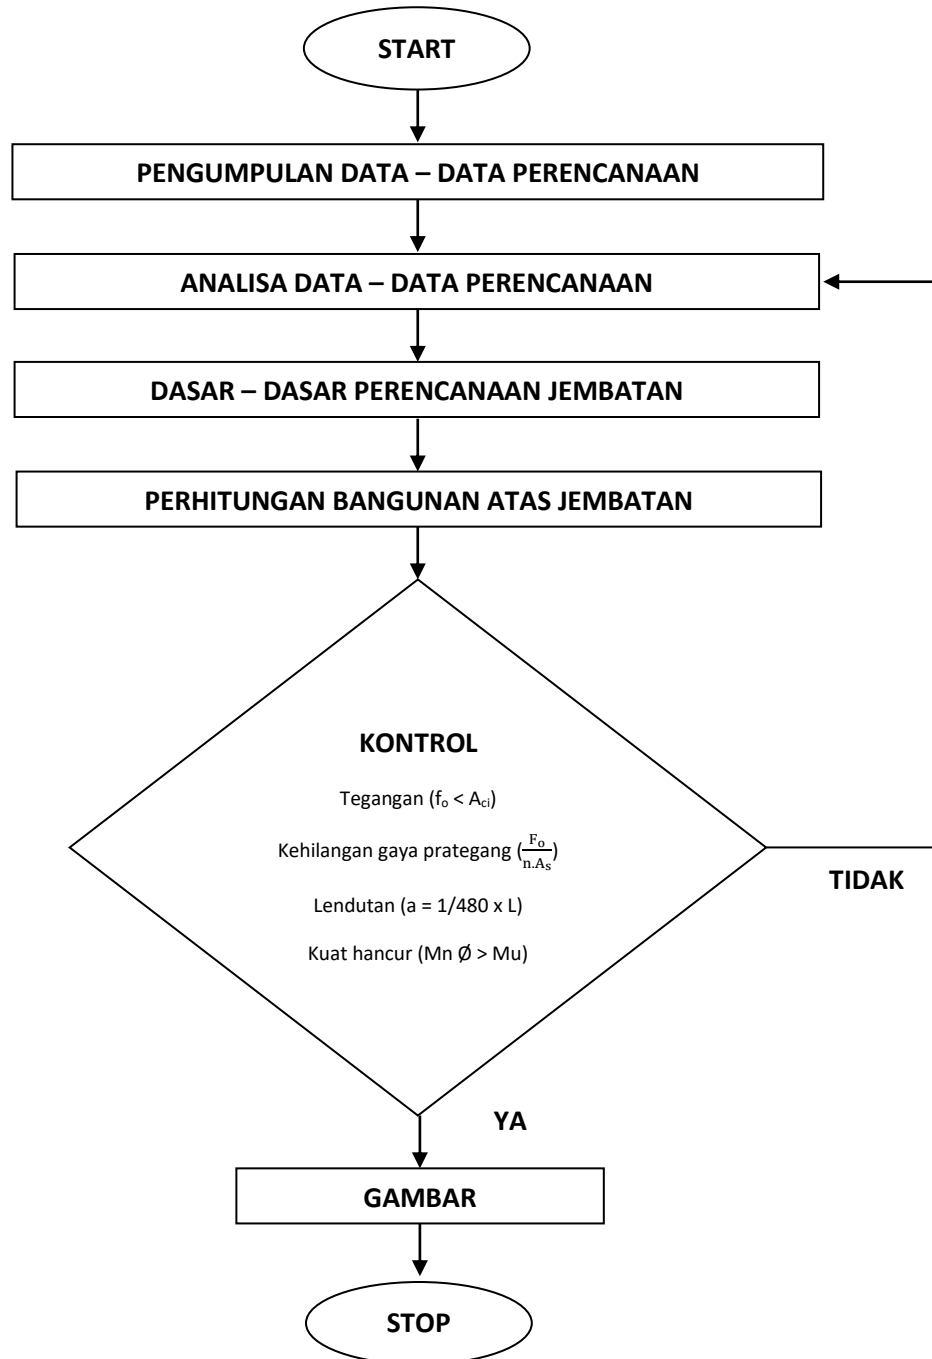 START
PENGUMPULAN DATA – DATA PERENCANAAN
ANALISA DATA – DATA PERENCANAAN
DASAR – DASAR PERENCANAAN JEMBATAN
PERHITUNGAN BANGUNAN ATAS JEMBATAN
KONTROL
Tegangan (fₒ < A_ci)
Kehilangan gaya prategang (Fₒ/n.Aₛ)
Lendutan (a = 1/480 x L)
Kuat hancur (Mn Ø > Mu)
TIDAK
YA
GAMBAR
STOP